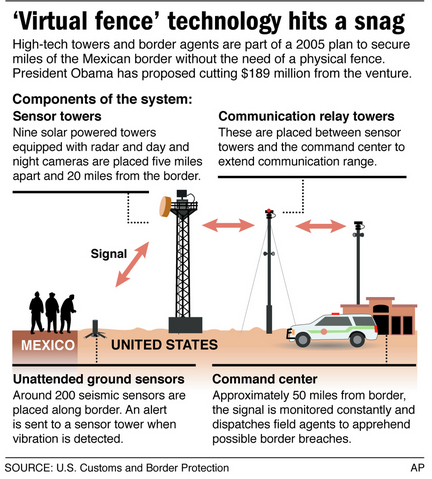 ‘Virtual fence’ technology hits a snag
High-tech towers and border agents are part of a 2005 plan to secure
miles of the Mexican border without the need of a physical fence.
President Obama has proposed cutting $189 million from the venture.
Components of the system:
Sensor towers
Nine solar powered towers
equipped with radar and day and
night cameras are placed five miles
apart and 20 miles from the border.
Communication relay towers
These are placed between sensor
towers and the command center to
extend communication range.
Signal
MEXICO
UNITED STATES
Unattended ground sensors
Around 200 seismic sensors are
placed along border. An alert
is sent to a sensor tower when
vibration is detected.
Command center
Approximately 50 miles from border,
the signal is monitored constantly and
dispatches field agents to apprehend
possible border breaches.
SOURCE: U.S. Customs and Border Protection
AP